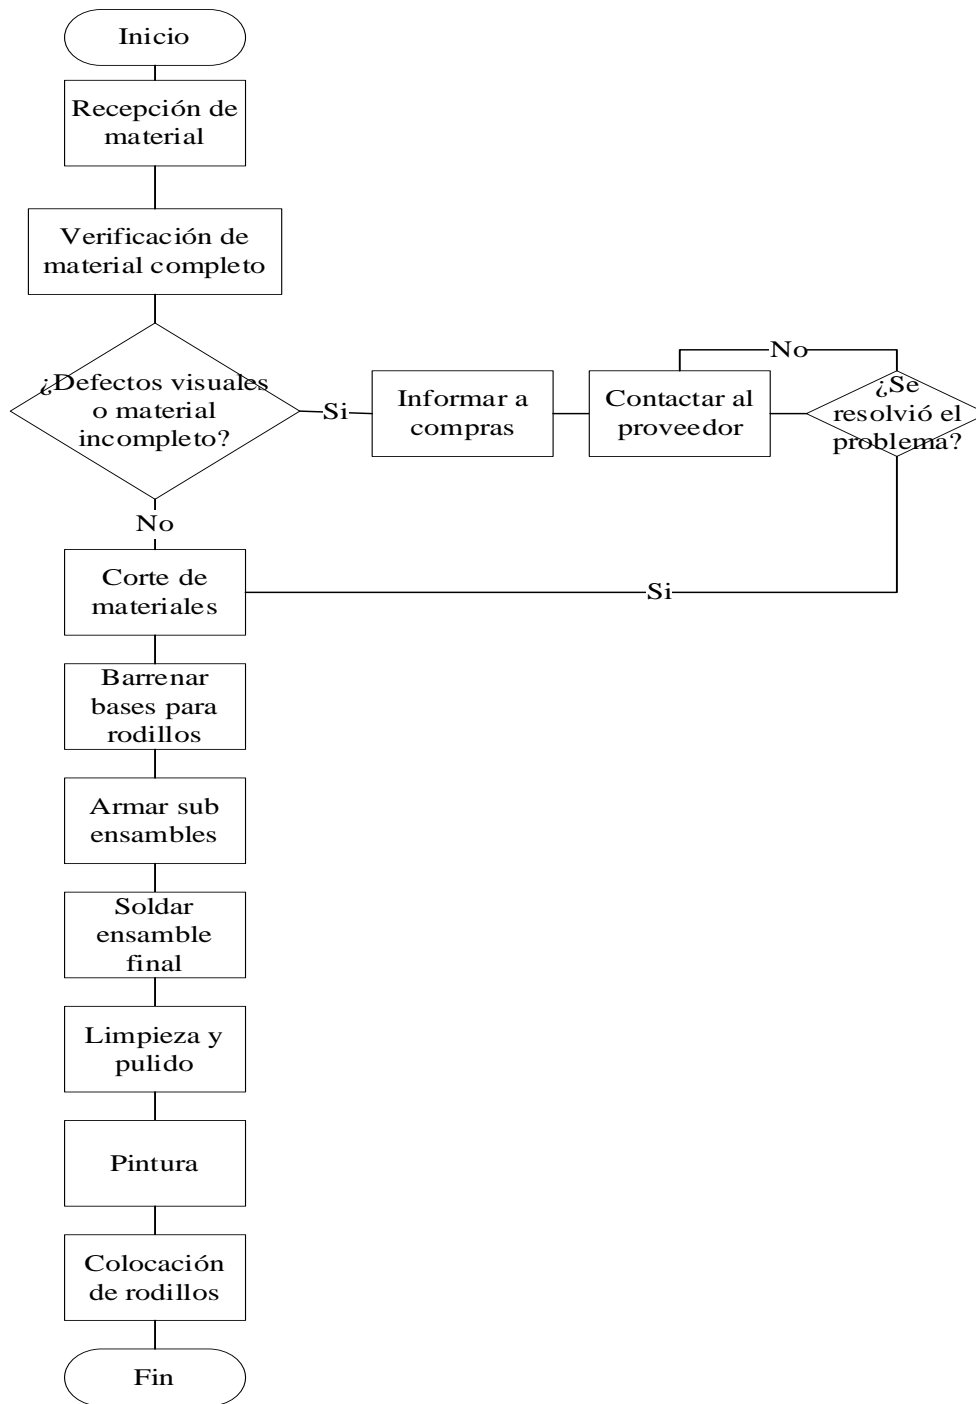 Inicio
Recepción de
material
Verificación de
material completo
¿Defectos visuales
o material
incompleto?
Si
Informar a
compras
Contactar al
proveedor
No
¿Se
resolvió el
problema?
No
Si
Corte de
materiales
Barrenar
bases para
rodillos
Armar sub
ensambles
Soldar
ensamble
final
Limpieza y
pulido
Pintura
Colocación
de rodillos
Fin